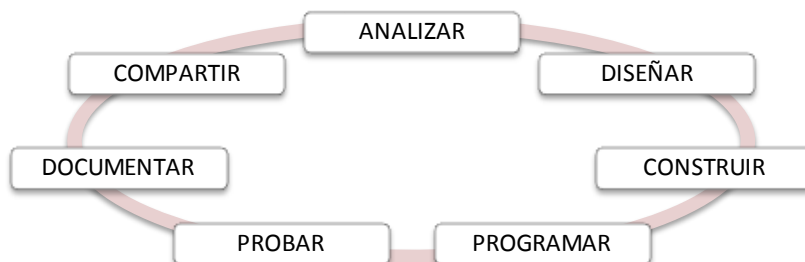 ANALIZAR
COMPARTIR
DISEÑAR
DOCUMENTAR
CONSTRUIR
PROBAR
PROGRAMAR